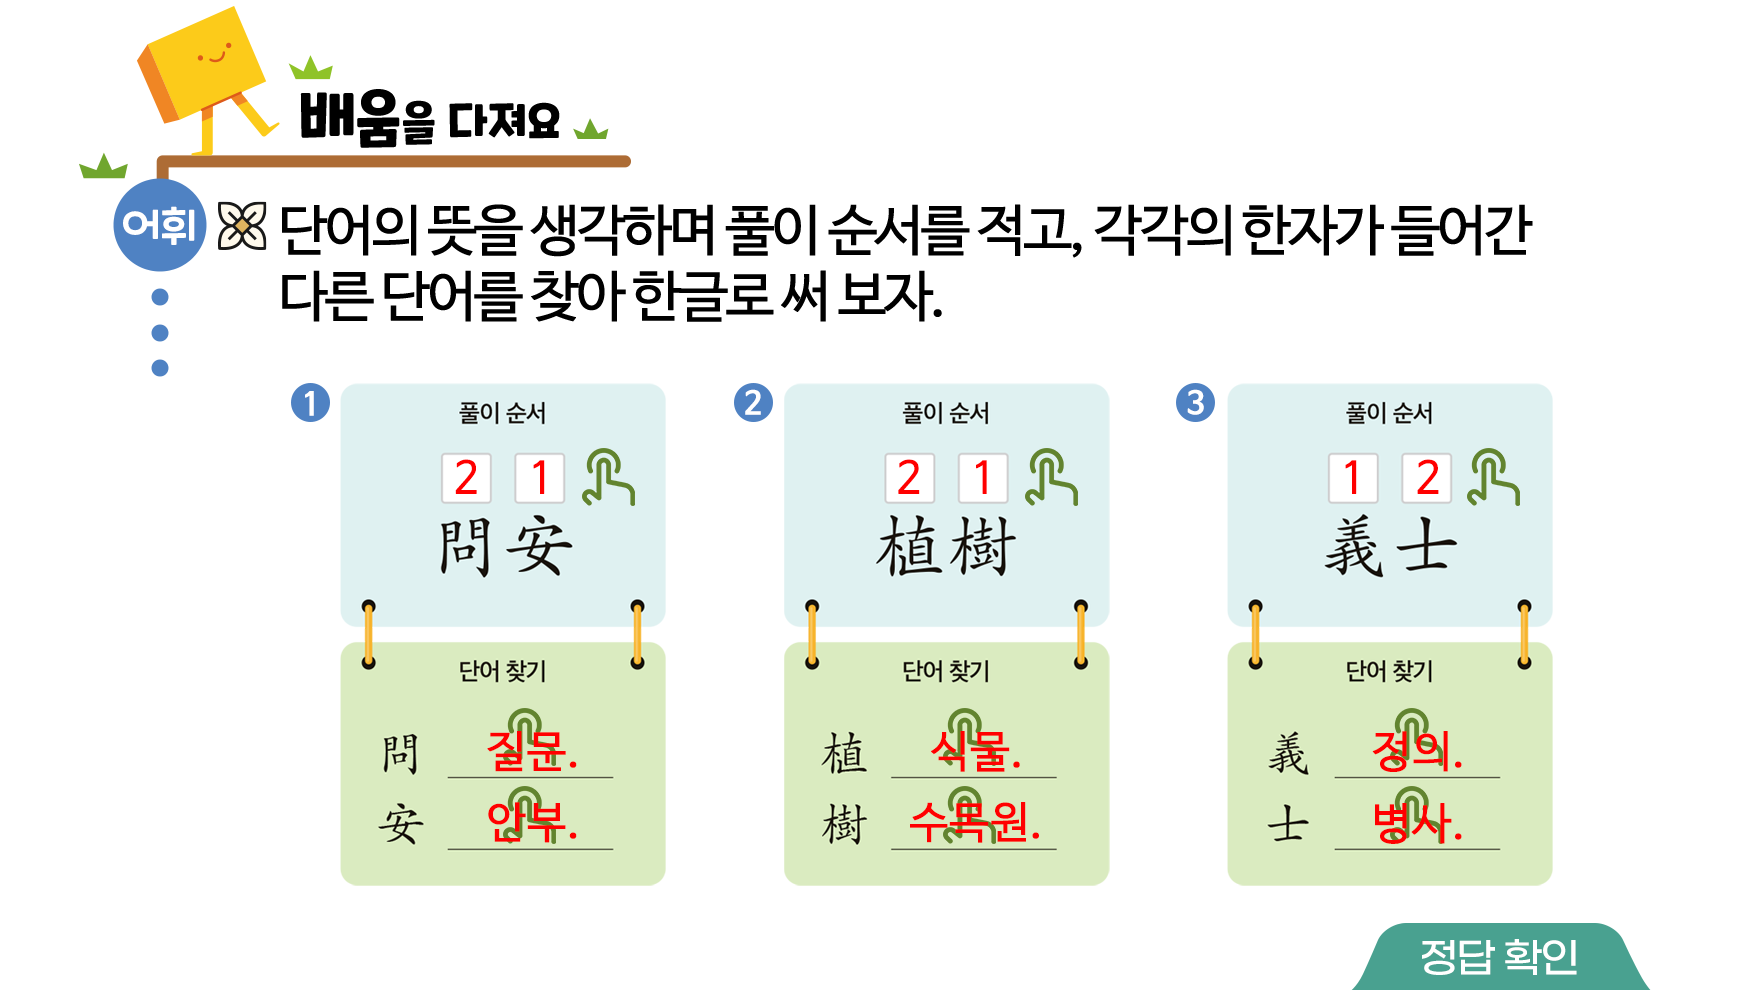 배움을 다져요
어휘
단어의 뜻을 생각하며 풀이 순서를 적고, 각각의 한자가 들어간
다른 단어를 찾아 한글로 써 보자.
1
풀이 순서
2 1
問安
단어 찾기
問 질문.
安 안부.
2
풀이 순서
2 1
植樹
단어 찾기
植 식물.
樹 수목원.
3
풀이 순서
1 2
義士
단어 찾기
義 정의.
士 병사.
정답 확인